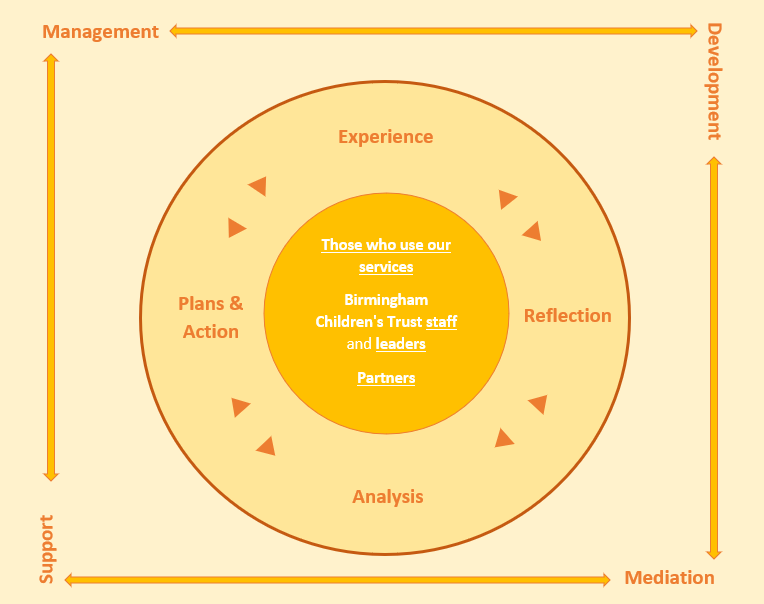 Management
Development
Experience
Those who use our
services
Birmingham
Children's Trust staff
and leaders
Partners
Plans &
Action
Reflection
Analysis
Support
Mediation